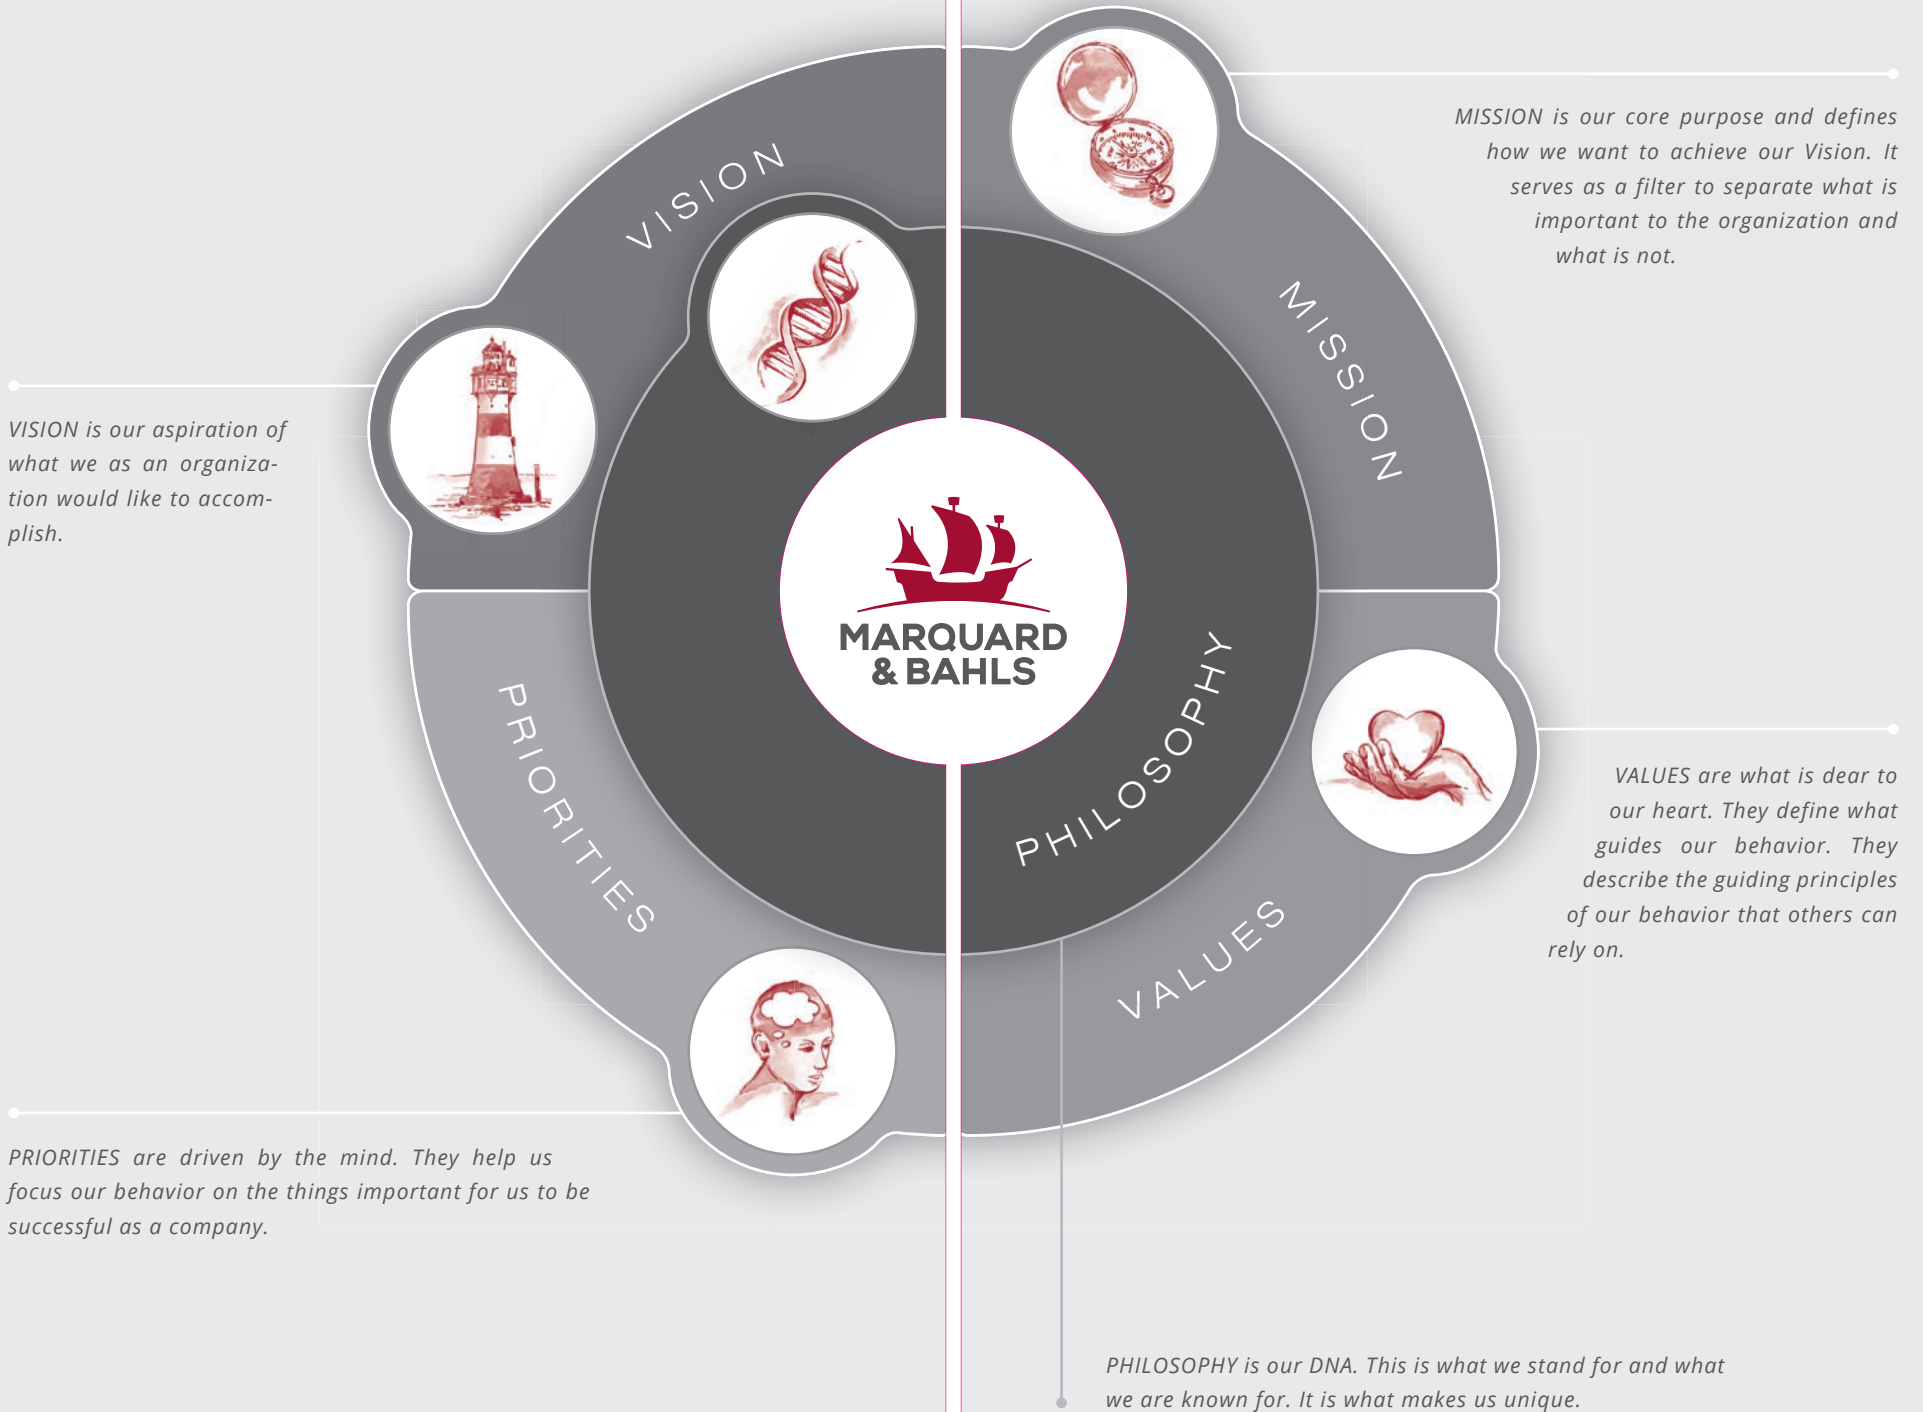 VISION
MISSION
PRIORITIES
PHILOSOPHY
VALUES
MARQUARD
& BAHLS
MISSION is our core purpose and defines
how we want to achieve our Vision. It
serves as a filter to separate what is
important to the organization and
what is not.
VISION is our aspiration of
what we as an organiza-
tion would like to accom-
plish.
VALUES are what is dear to
our heart. They define what
guides our behavior. They
describe the guiding principles
of our behavior that others can
rely on.
PRIORITIES are driven by the mind. They help us
focus our behavior on the things important for us to be
successful as a company.
PHILOSOPHY is our DNA. This is what we stand for and what
we are known for. It is what makes us unique.